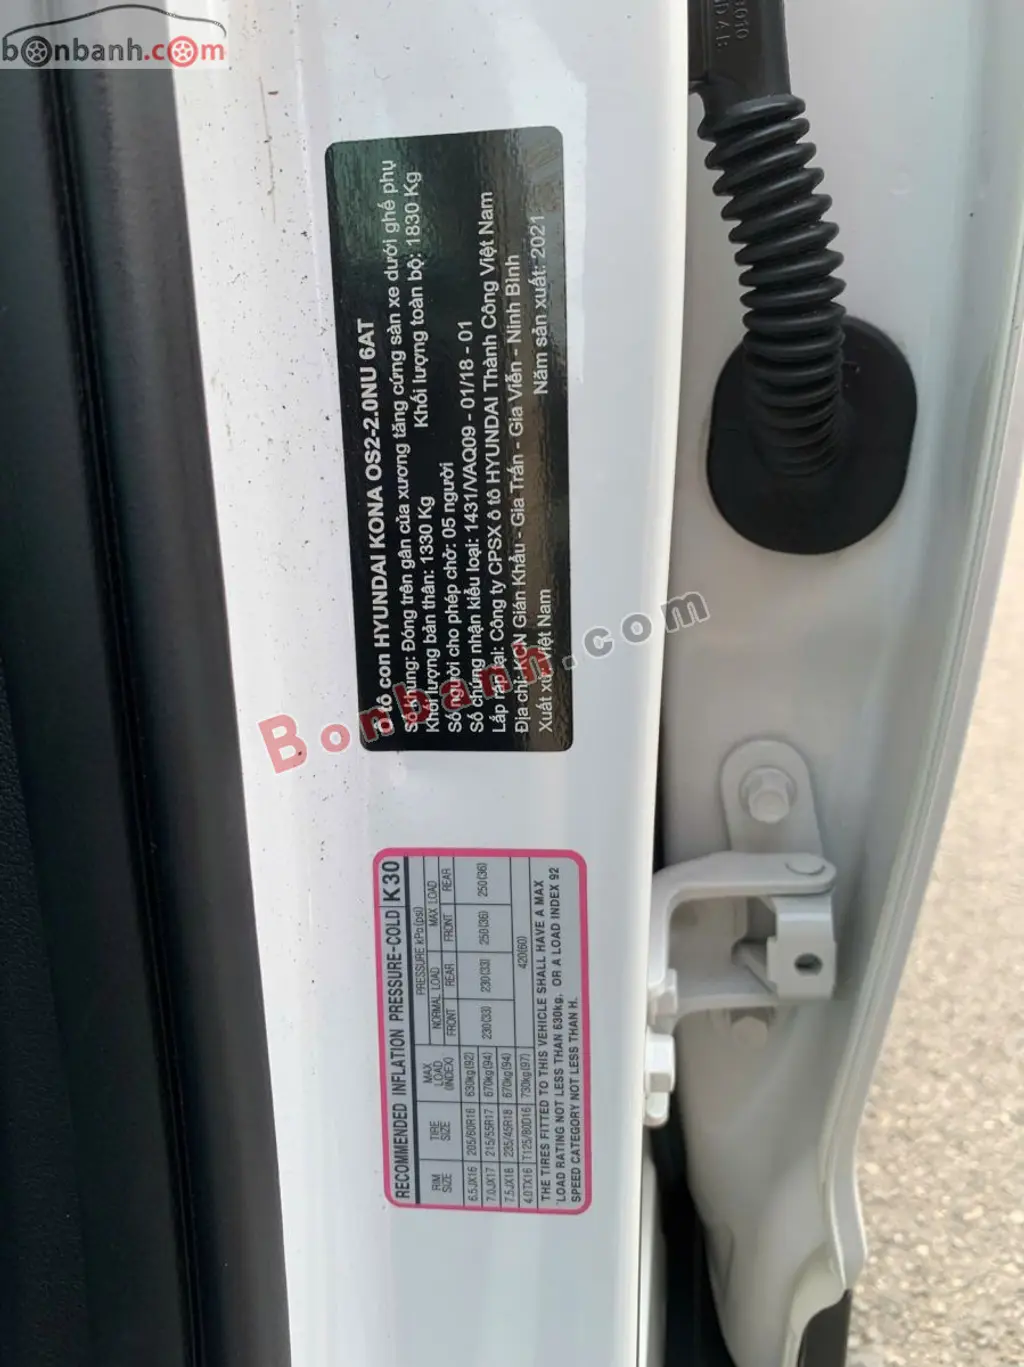 bonbanh.com
3010
Ô tô con HYUNDAI KONA OS2-2.0NU 6AT
Số khung: Đóng trên gân của xương tăng cứng sàn xe dưới ghế phụ
Khối lượng bản thân: 1330 Kg Khối lượng toàn bộ: 1830 Kg
Số người cho phép chở: 05 người
Số chứng nhận kiểu loại: 1431/VAQ09 - 01/18 - 01
Lắp ráp tại: Công ty CPSX ô tô HYUNDAI Thành Công Việt Nam
Địa chỉ: KCN Gián Khẩu - Gia Trấn - Gia Viễn - Ninh Bình
Xuất xứ: Việt Nam Năm sản xuất: 2021
Bonbanh.com
RECOMMENDED INFLATION PRESSURE-COLD K30
RIM SIZE TIRE SIZE MAX LOAD (INDEX) PRESSURE kPa(psi)
NORMAL LOAD MAX LOAD
FRONT REAR FRONT REAR
6.5JX16 205/60R16 630kg(92) 230(33) 230(33) 250(36) 250(36)
7.0JX17 215/55R17 670kg(94)
7.5JX18 235/45R18 670kg(94)
4.0TX16 T125/80D16 730kg(97) 420(60)
THE TIRES FITTED TO THIS VEHICLE SHALL HAVE A MAX
LOAD RATING NOT LESS THAN 630kg, OR A LOAD INDEX 92
SPEED CATEGORY NOT LESS THAN H.